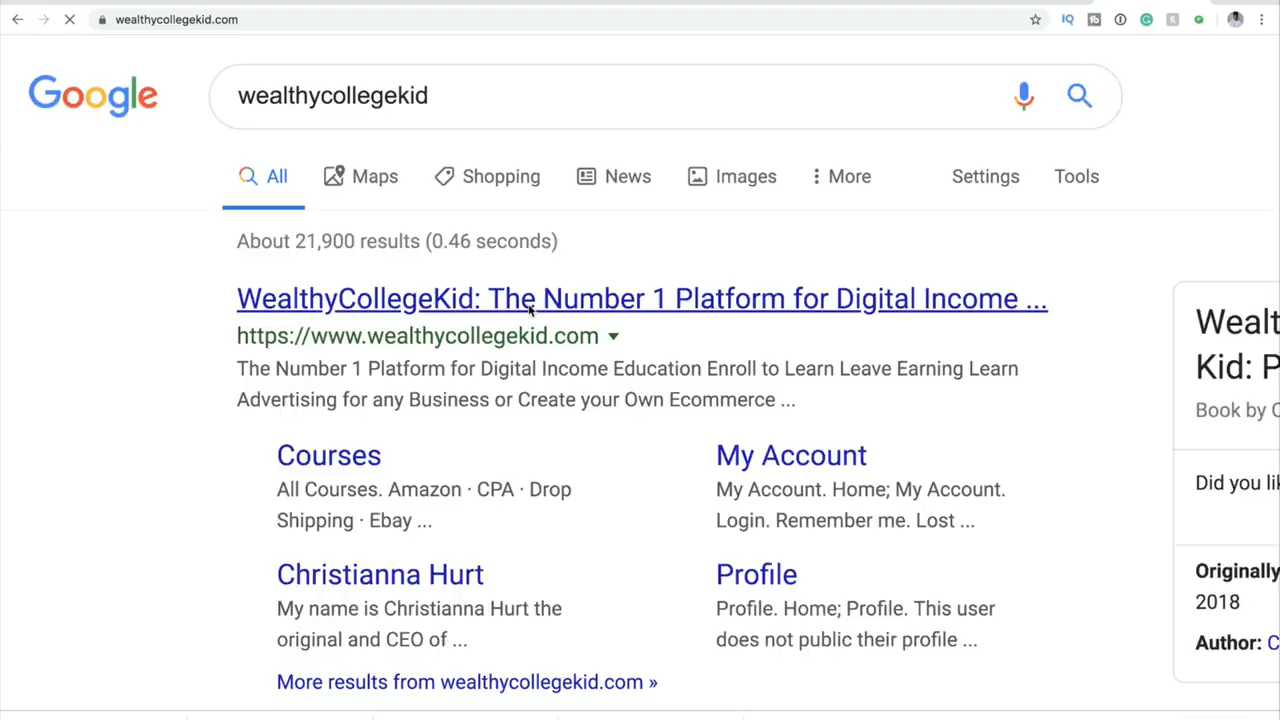 wealthycollegekid.com
Google
wealthycollegekid
All
Maps
Shopping
News
Images
More
Settings
Tools
About 21,900 results (0.46 seconds)
WealthyCollegeKid: The Number 1 Platform for Digital Income ...
https://www.wealthycollegekid.com
The Number 1 Platform for Digital Income Education Enroll to Learn Leave Earning Learn
Advertising for any Business or Create your Own Ecommerce ...
Courses
All Courses. Amazon · CPA · Drop
Shipping · Ebay ...
My Account
My Account. Home; My Account.
Login. Remember me. Lost ...
Christianna Hurt
My name is Christianna Hurt the
original and CEO of ...
Profile
Profile. Home; Profile. This user
does not public their profile ...
More results from wealthycollegekid.com »
Wealt
Kid: P
Book by C
Did you li
Originally
2018
Author: C